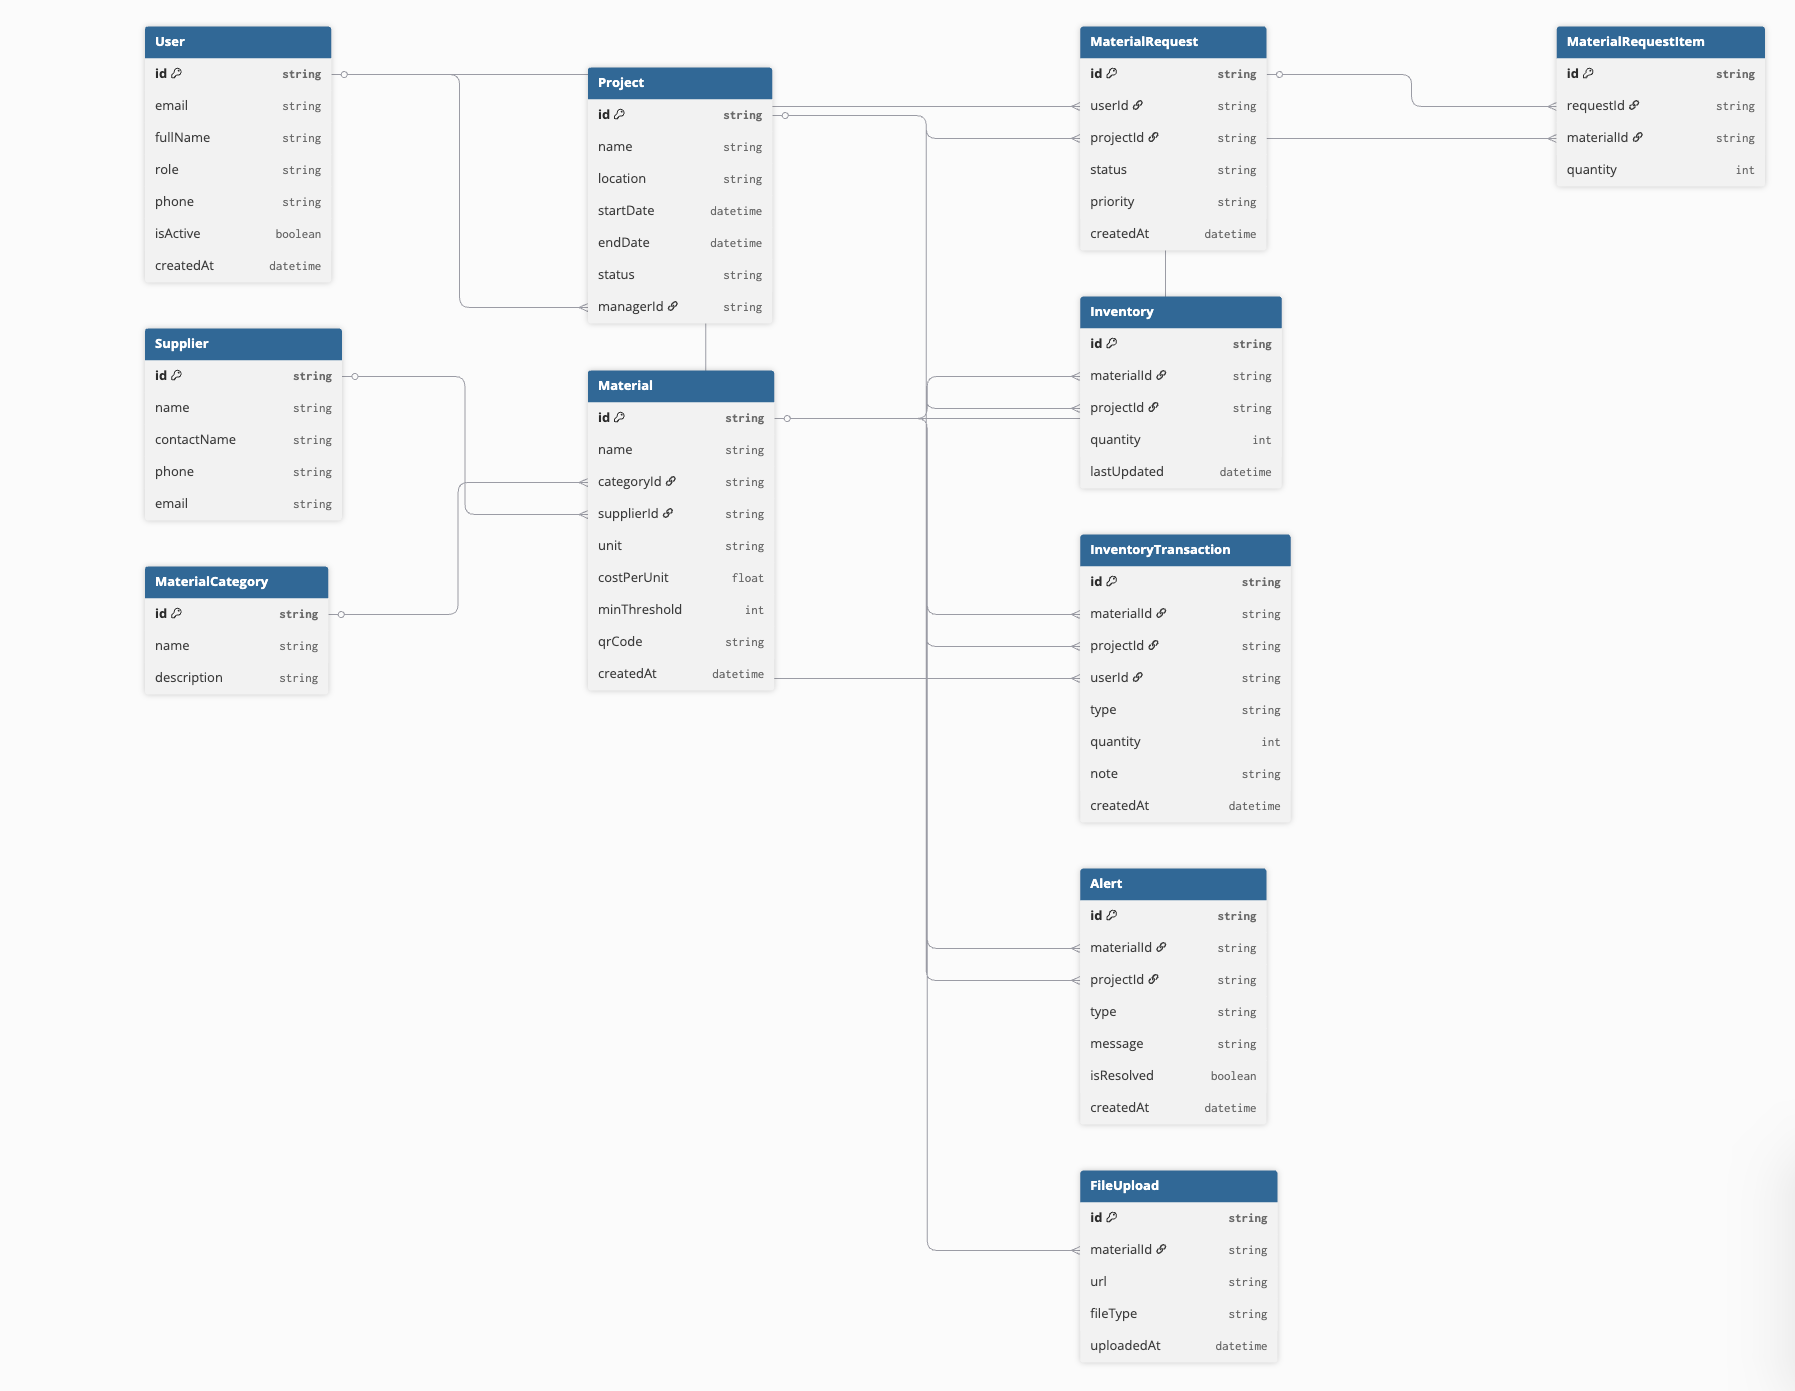 User
id string
email string
fullName string
role string
phone string
isActive boolean
createdAt datetime
Supplier
id string
name string
contactName string
phone string
email string
MaterialCategory
id string
name string
description string
Project
id string
name string
location string
startDate datetime
endDate datetime
status string
managerId string
Material
id string
name string
categoryId string
supplierId string
unit string
costPerUnit float
minThreshold int
qrCode string
createdAt datetime
MaterialRequest
id string
userId string
projectId string
status string
priority string
createdAt datetime
Inventory
id string
materialId string
projectId string
quantity int
lastUpdated datetime
InventoryTransaction
id string
materialId string
projectId string
userId string
type string
quantity int
note string
createdAt datetime
Alert
id string
materialId string
projectId string
type string
message string
isResolved boolean
createdAt datetime
FileUpload
id string
materialId string
url string
fileType string
uploadedAt datetime
MaterialRequestItem
id string
requestId string
materialId string
quantity int